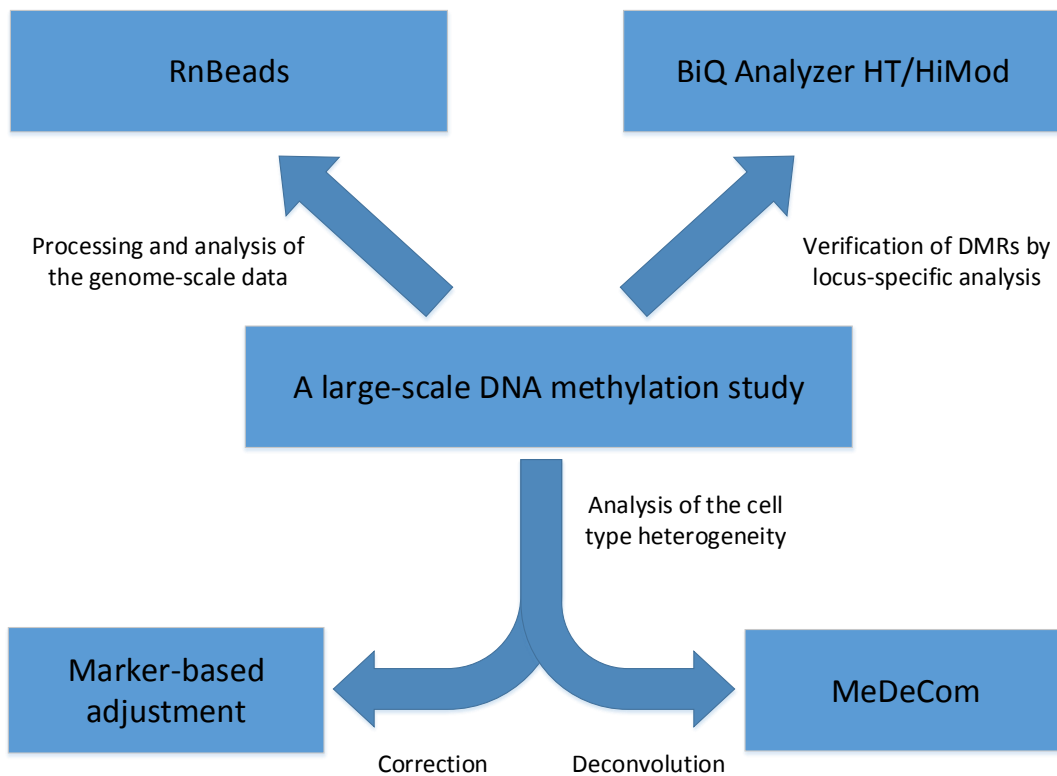 RnBeads
BiQ Analyzer HT/HiMod
Processing and analysis of
the genome-scale data
Verification of DMRs by
locus-specific analysis
A large-scale DNA methylation study
Analysis of the cell
type heterogeneity
Marker-based
adjustment
MeDeCom
Correction
Deconvolution